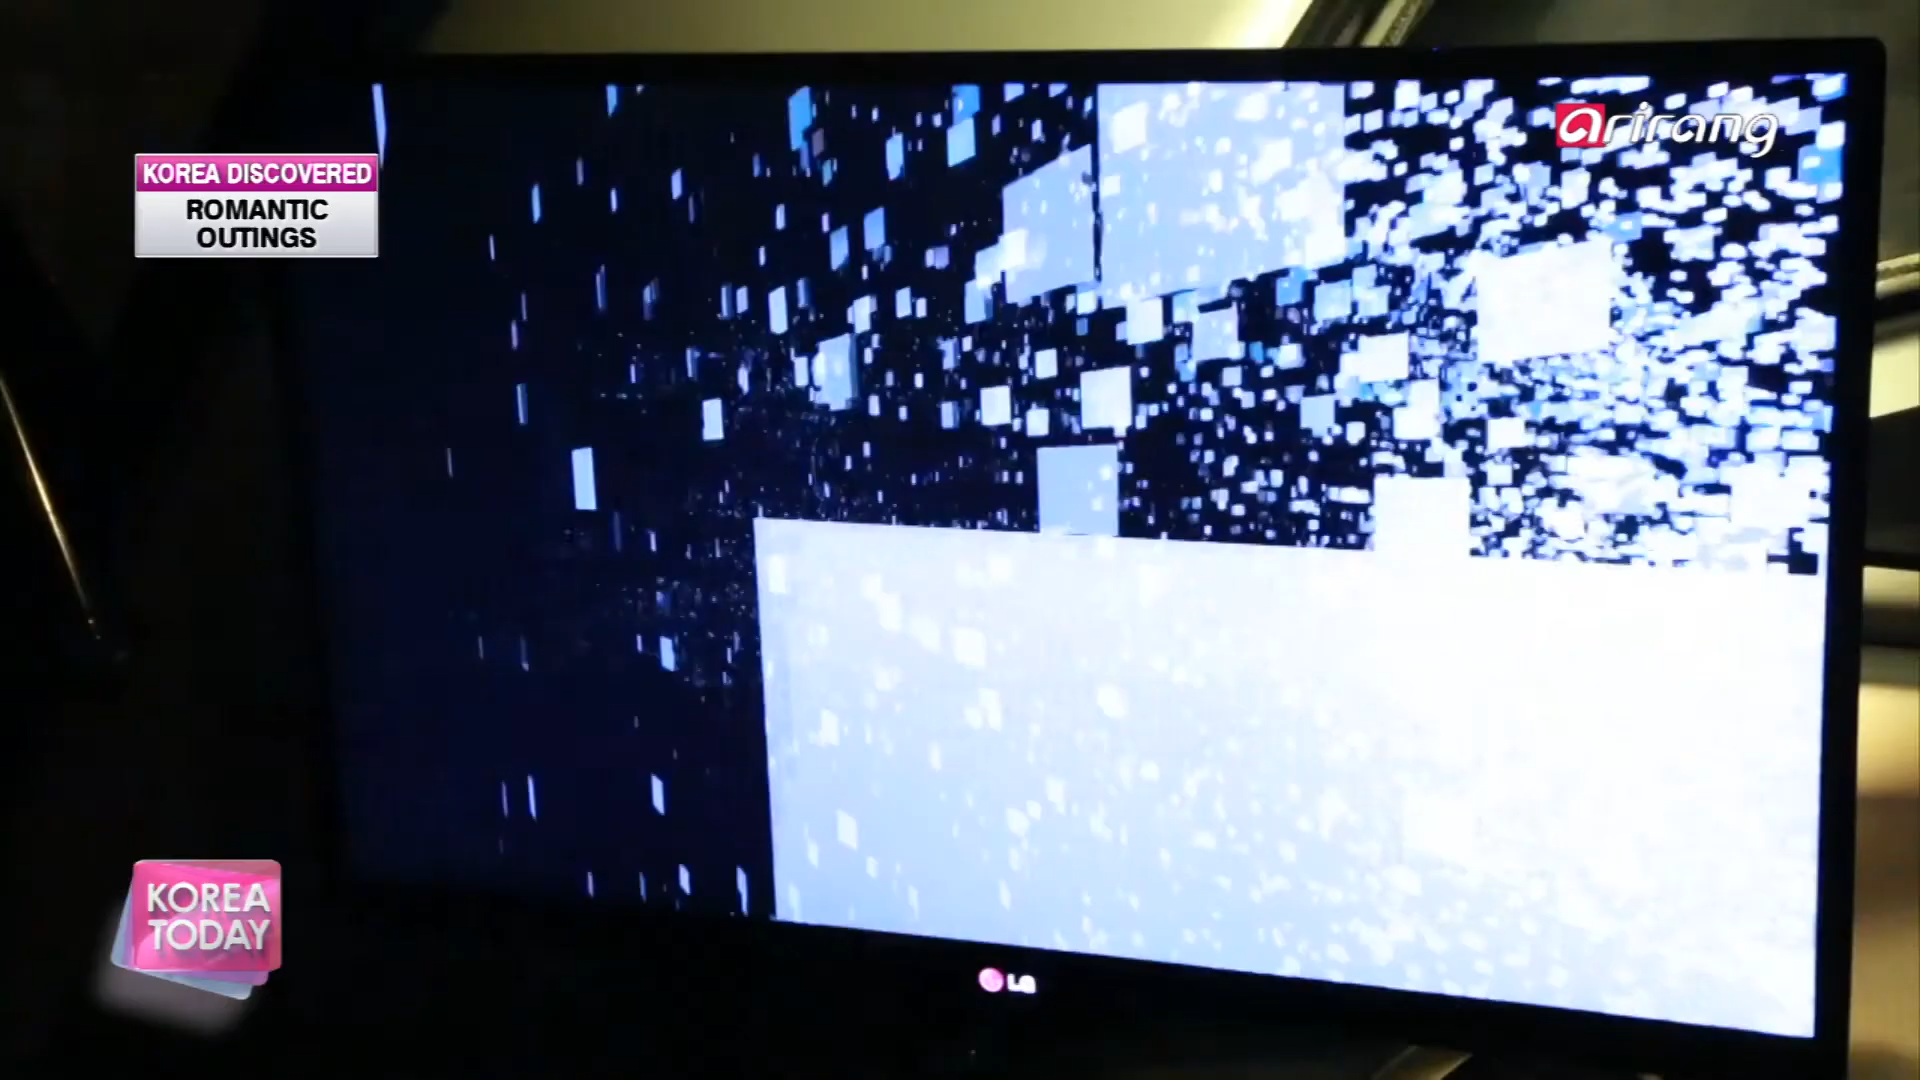 arirang
KOREA DISCOVERED
ROMANTIC
OUTINGS
KOREA
TODAY
LG